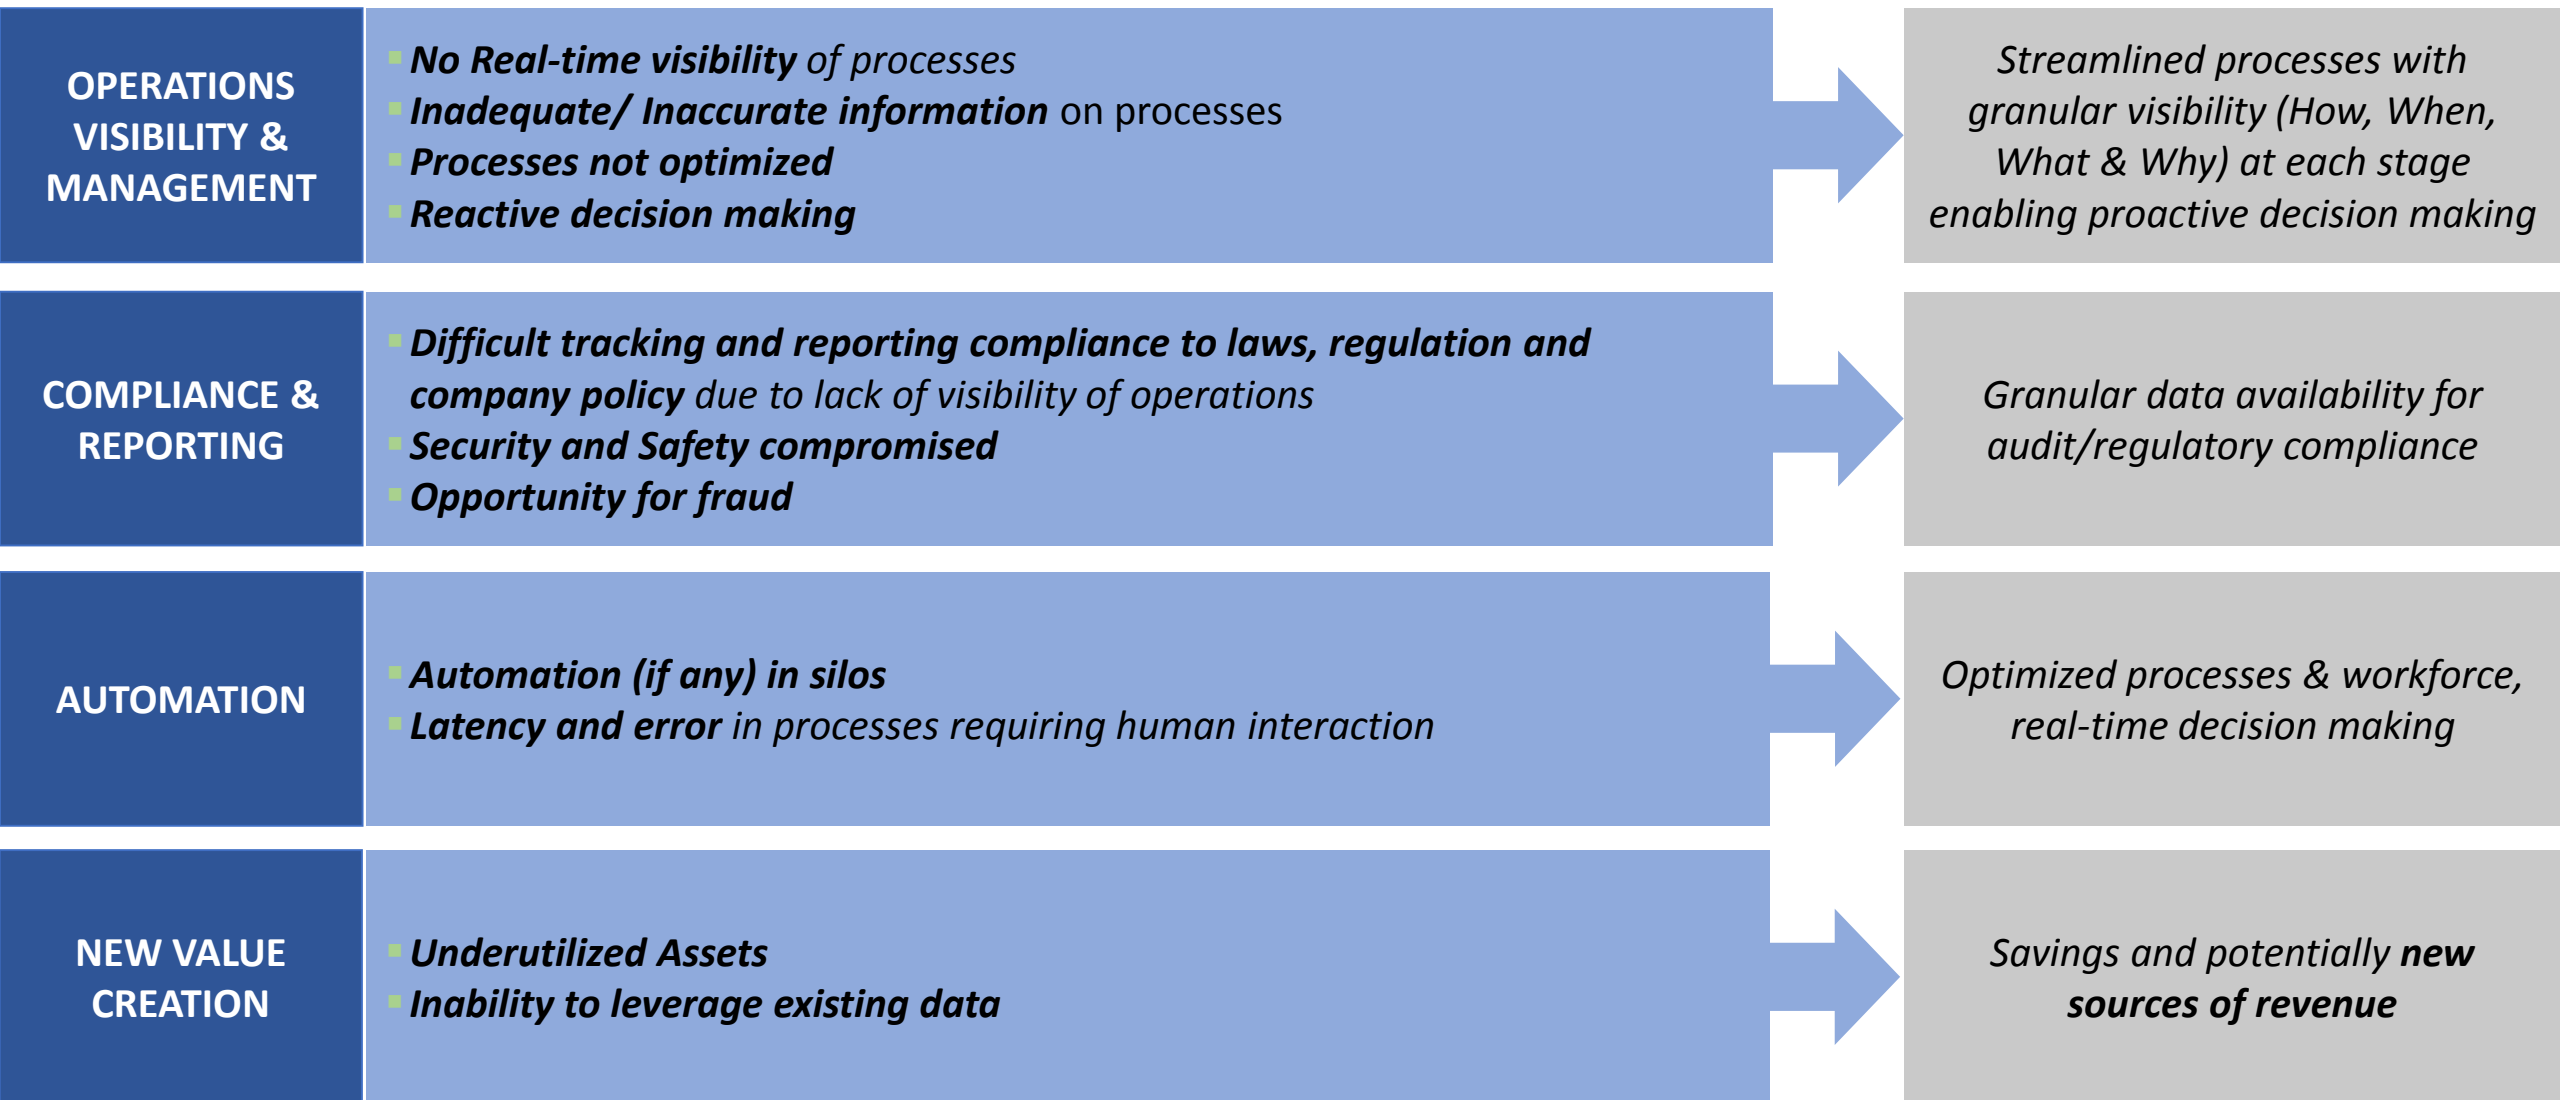 OPERATIONS
VISIBILITY &
MANAGEMENT
▪ No Real-time visibility of processes
▪ Inadequate/ Inaccurate information on processes
▪ Processes not optimized
▪ Reactive decision making
Streamlined processes with
granular visibility (How, When,
What & Why) at each stage
enabling proactive decision making
COMPLIANCE &
REPORTING
▪ Difficult tracking and reporting compliance to laws, regulation and
company policy due to lack of visibility of operations
▪ Security and Safety compromised
▪ Opportunity for fraud
Granular data availability for
audit/regulatory compliance
AUTOMATION
▪ Automation (if any) in silos
▪ Latency and error in processes requiring human interaction
Optimized processes & workforce,
real-time decision making
NEW VALUE
CREATION
▪ Underutilized Assets
▪ Inability to leverage existing data
Savings and potentially new
sources of revenue